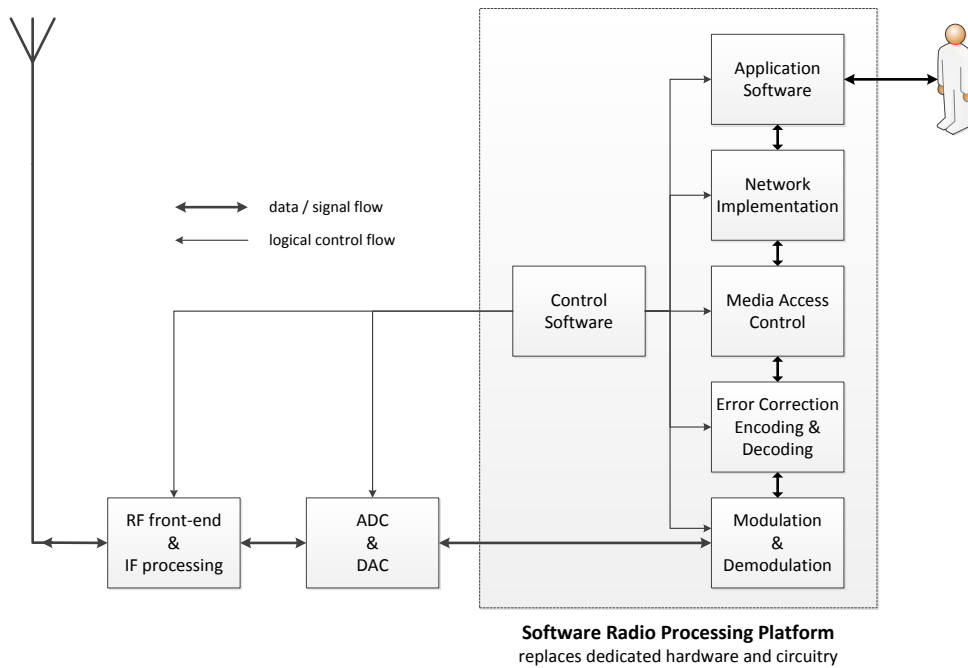 Application
Software
Network
Implementation
data / signal flow
logical control flow
Control
Software
Media Access
Control
Error Correction
Encoding &
Decoding
RF front-end
&
IF processing
ADC
&
DAC
Modulation
&
Demodulation
Software Radio Processing Platform
replaces dedicated hardware and circuitry